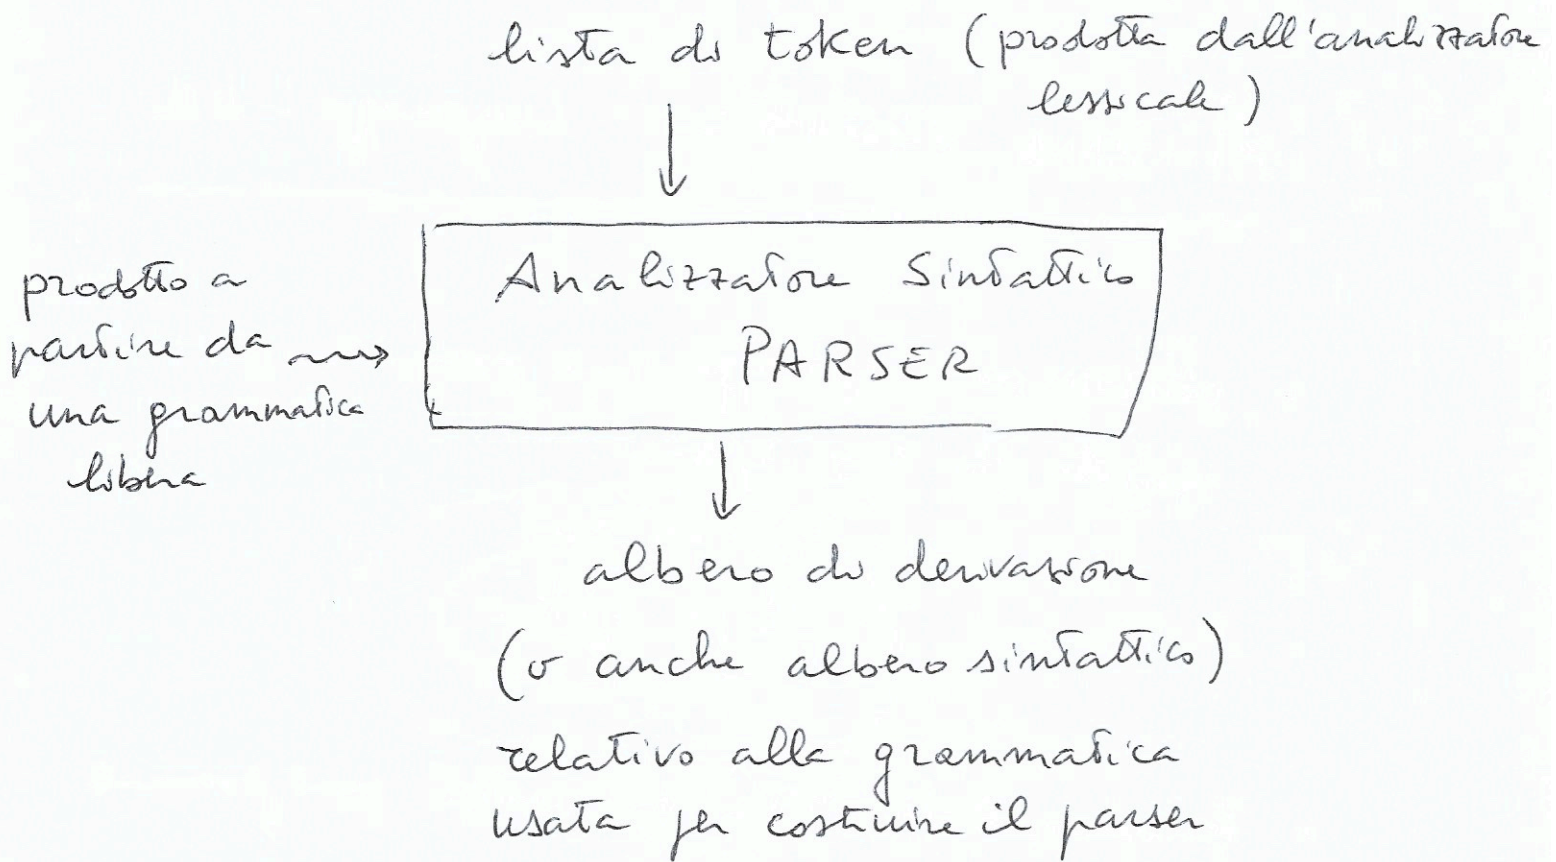 lista di token (prodotta dall'analizzatore
lessicale)
Analizzatore Sintattico
PARSER
prodotto a
partire da
una grammatica
libera
albero di derivazione
(o anche albero sintattico)
relativo alla grammatica
usata per costruire il parser